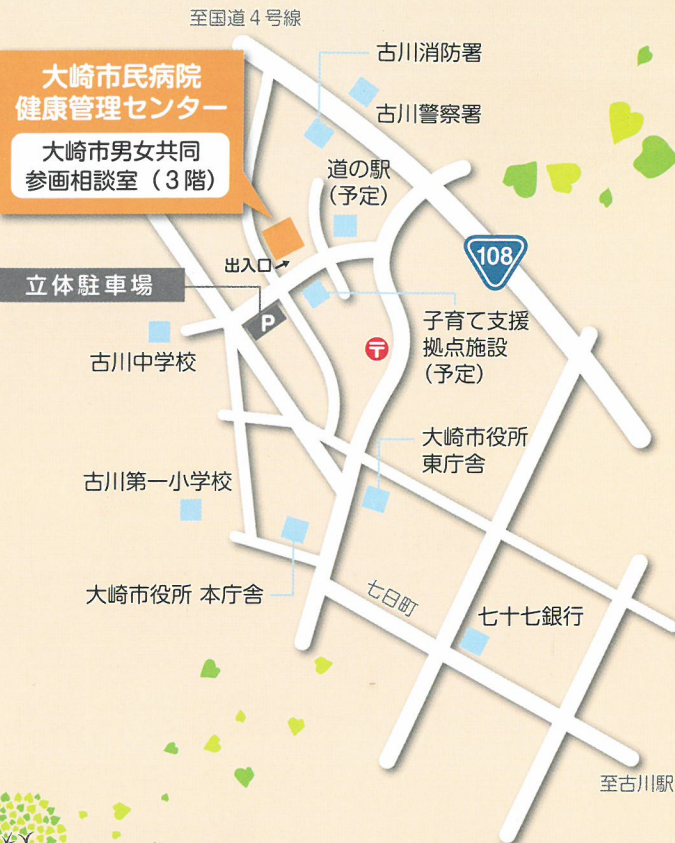 至国道4号線
大崎市民病院
健康管理センター
大崎市男女共同
参画相談室（3階）
古川消防署
古川警察署
道の駅
（予定）
108
出入口
立体駐車場
P
古川中学校
子育て支援
拠点施設
（予定）
〒
大崎市役所
東庁舎
古川第一小学校
大崎市役所 本庁舎
七日町
七十七銀行
至古川駅